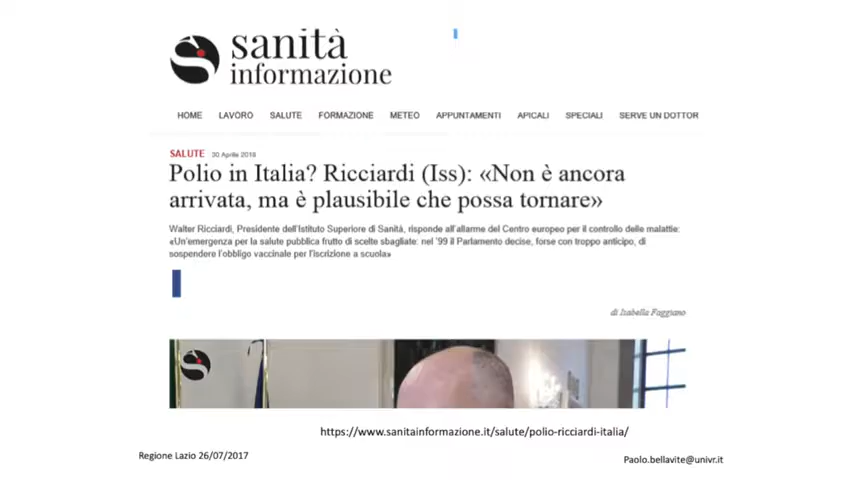 sanità
informazione
HOME LAVORO SALUTE FORMAZIONE METEO APPUNTAMENTI APICALI SPECIALI SERVE UN DOTTOR
SALUTE 30 Aprile 2018
Polio in Italia? Ricciardi (Iss): «Non è ancora
arrivata, ma è plausibile che possa tornare»
Walter Ricciardi, Presidente dell'Istituto Superiore di Sanità, risponde all'allarme del Centro europeo per il controllo delle malattie:
«Un'emergenza per la salute pubblica frutto di scelte sbagliate: nel '99 il Parlamento decise, forse con troppo anticipo, di
sospendere l'obbligo vaccinale per l'iscrizione a scuola»
di Isabella Faggiano
https://www.sanitainformazione.it/salute/polio-ricciardi-italia/
Regione Lazio 26/07/2017
Paolo.bellavite@univr.it